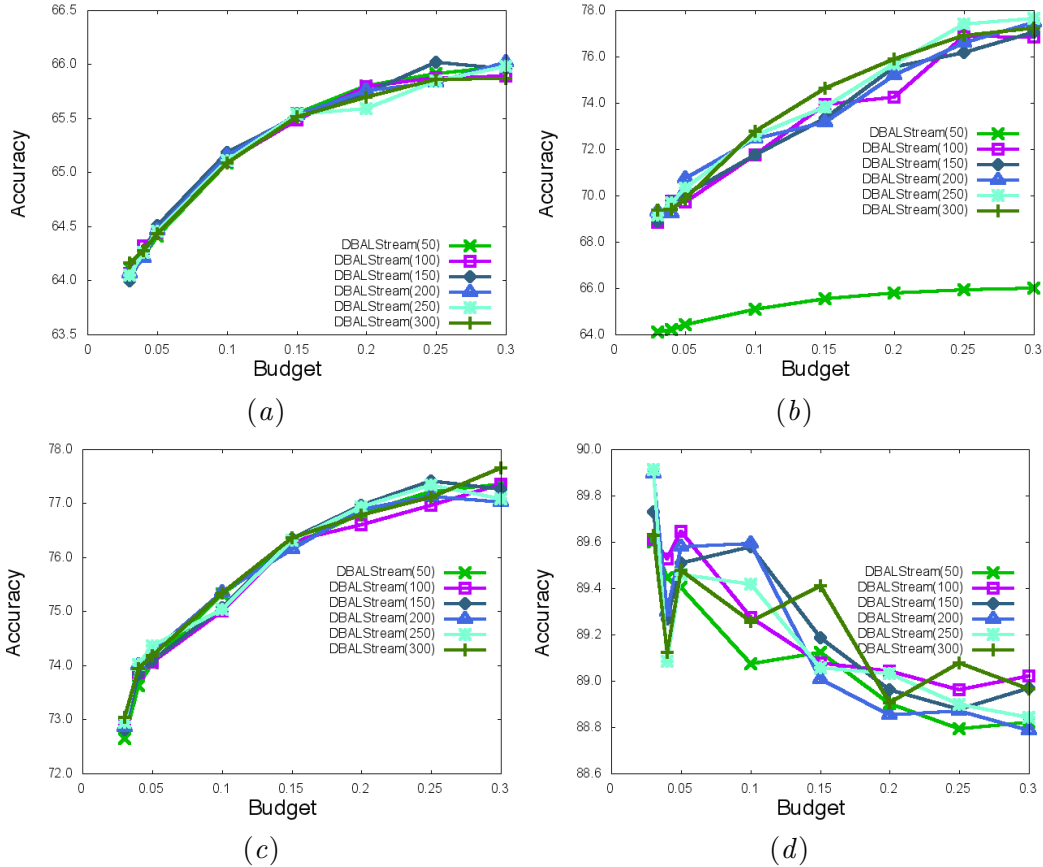 66.5
66.0
65.5
65.0
64.5
64.0
63.5
Accuracy
DBALStream(50)
DBALStream(100)
DBALStream(150)
DBALStream(200)
DBALStream(250)
DBALStream(300)
0 0.05 0.1 0.15 0.2 0.25 0.3
Budget
(a)
78.0
76.0
74.0
72.0
70.0
68.0
66.0
64.0
Accuracy
DBALStream(50)
DBALStream(100)
DBALStream(150)
DBALStream(200)
DBALStream(250)
DBALStream(300)
0 0.05 0.1 0.15 0.2 0.25 0.3
Budget
(b)
78.0
77.0
76.0
75.0
74.0
73.0
72.0
Accuracy
DBALStream(50)
DBALStream(100)
DBALStream(150)
DBALStream(200)
DBALStream(250)
DBALStream(300)
0 0.05 0.1 0.15 0.2 0.25 0.3
Budget
(c)
90.0
89.8
89.6
89.4
89.2
89.0
88.8
88.6
Accuracy
DBALStream(50)
DBALStream(100)
DBALStream(150)
DBALStream(200)
DBALStream(250)
DBALStream(300)
0 0.05 0.1 0.15 0.2 0.25 0.3
Budget
(d)